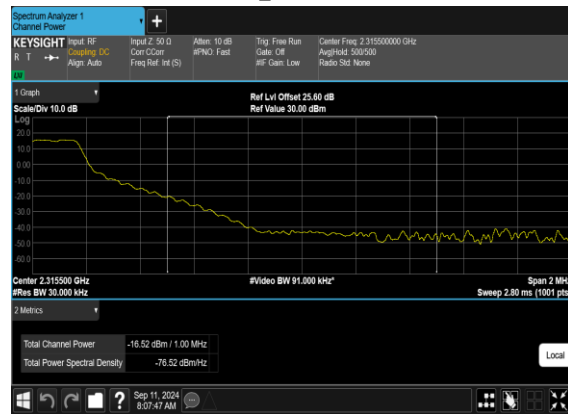 Spectrum Analyzer 1
Channel Power
+
KEYSIGHT
R T
LW
Input: RF
Coupling: DC
Align: Auto
Input Z: 50 Ω
Corr CCorr
Freq Ref: Int (S)
Atten: 10 dB
#PNO: Fast
Trig: Free Run
Gate: Off
#IF Gain: Low
Center Freq: 2.315500000 GHz
Avg|Hold: 500/500
Radio Std: None
1 Graph
Scale/Div 10.0 dB
Ref Lvl Offset 25.60 dB
Ref Value 30.00 dBm
Log
20.0
10.0
0.00
-10.0
-20.0
-30.0
-40.0
-50.0
-60.0
Center 2.315500 GHz
#Res BW 30.000 kHz
#Video BW 91.000 kHz*
Span 2 MHz
Sweep 2.80 ms (1001 pts
2 Metrics
Total Channel Power -16.52 dBm / 1.00 MHz
Total Power Spectral Density -76.52 dBm/Hz
Local
?
Sep 11, 2024
8:07:47 AM